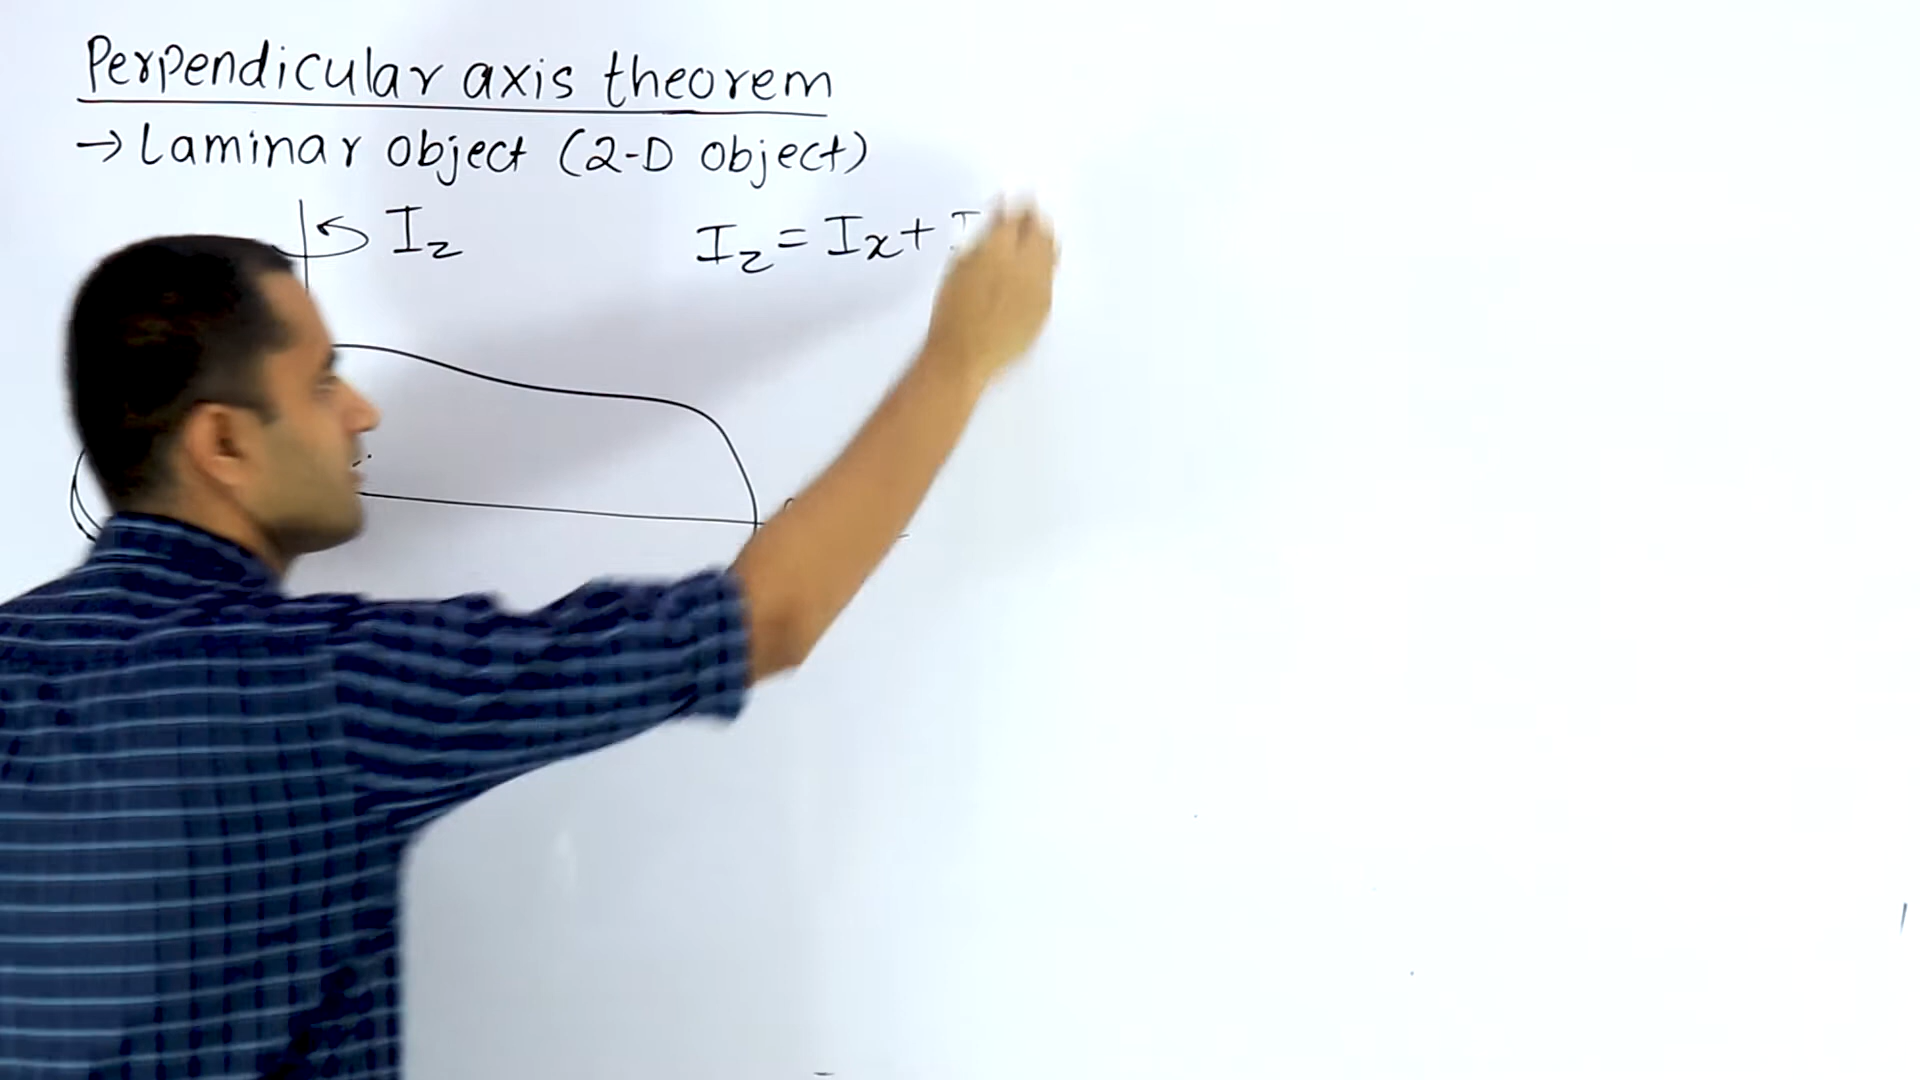 Perpendicular axis theorem
→ Laminar object (2-D object)
I_z
I_z = I_x + I